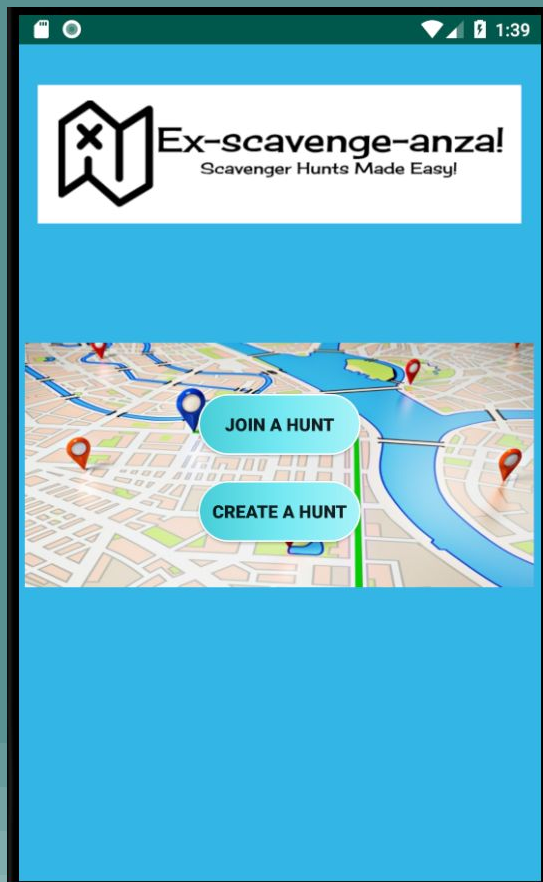 1:39
Ex-scavenge-anza!
Scavenger Hunts Made Easy!
JOIN A HUNT
CREATE A HUNT